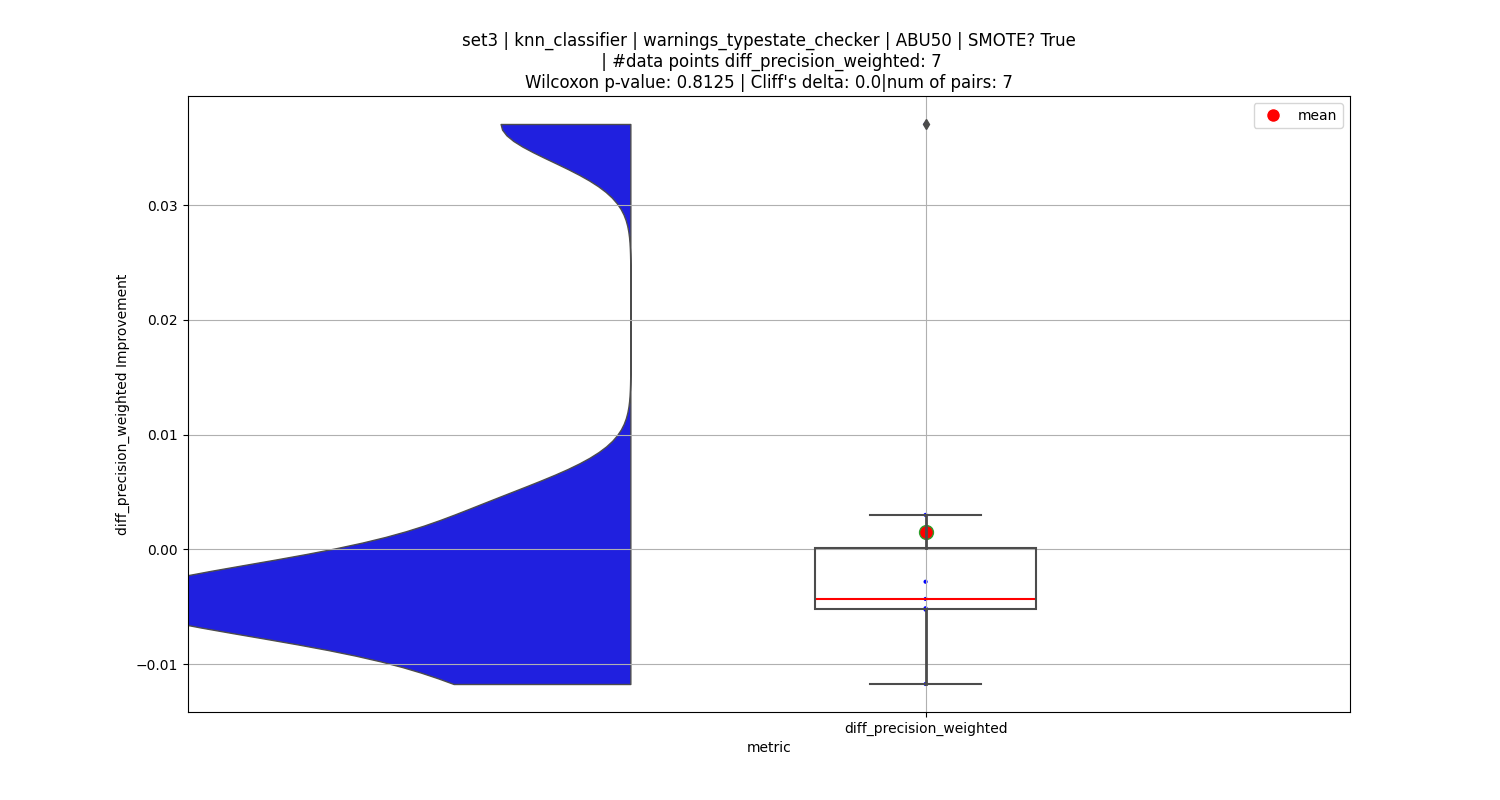 set3 | knn_classifier | warnings_typestate_checker | ABU50 | SMOTE? True
| #data points diff_precision_weighted: 7
Wilcoxon p-value: 0.8125 | Cliff's delta: 0.0|num of pairs: 7
mean
0.03
0.02
0.01
0.00
−0.01
diff_precision_weighted Improvement
diff_precision_weighted
metric